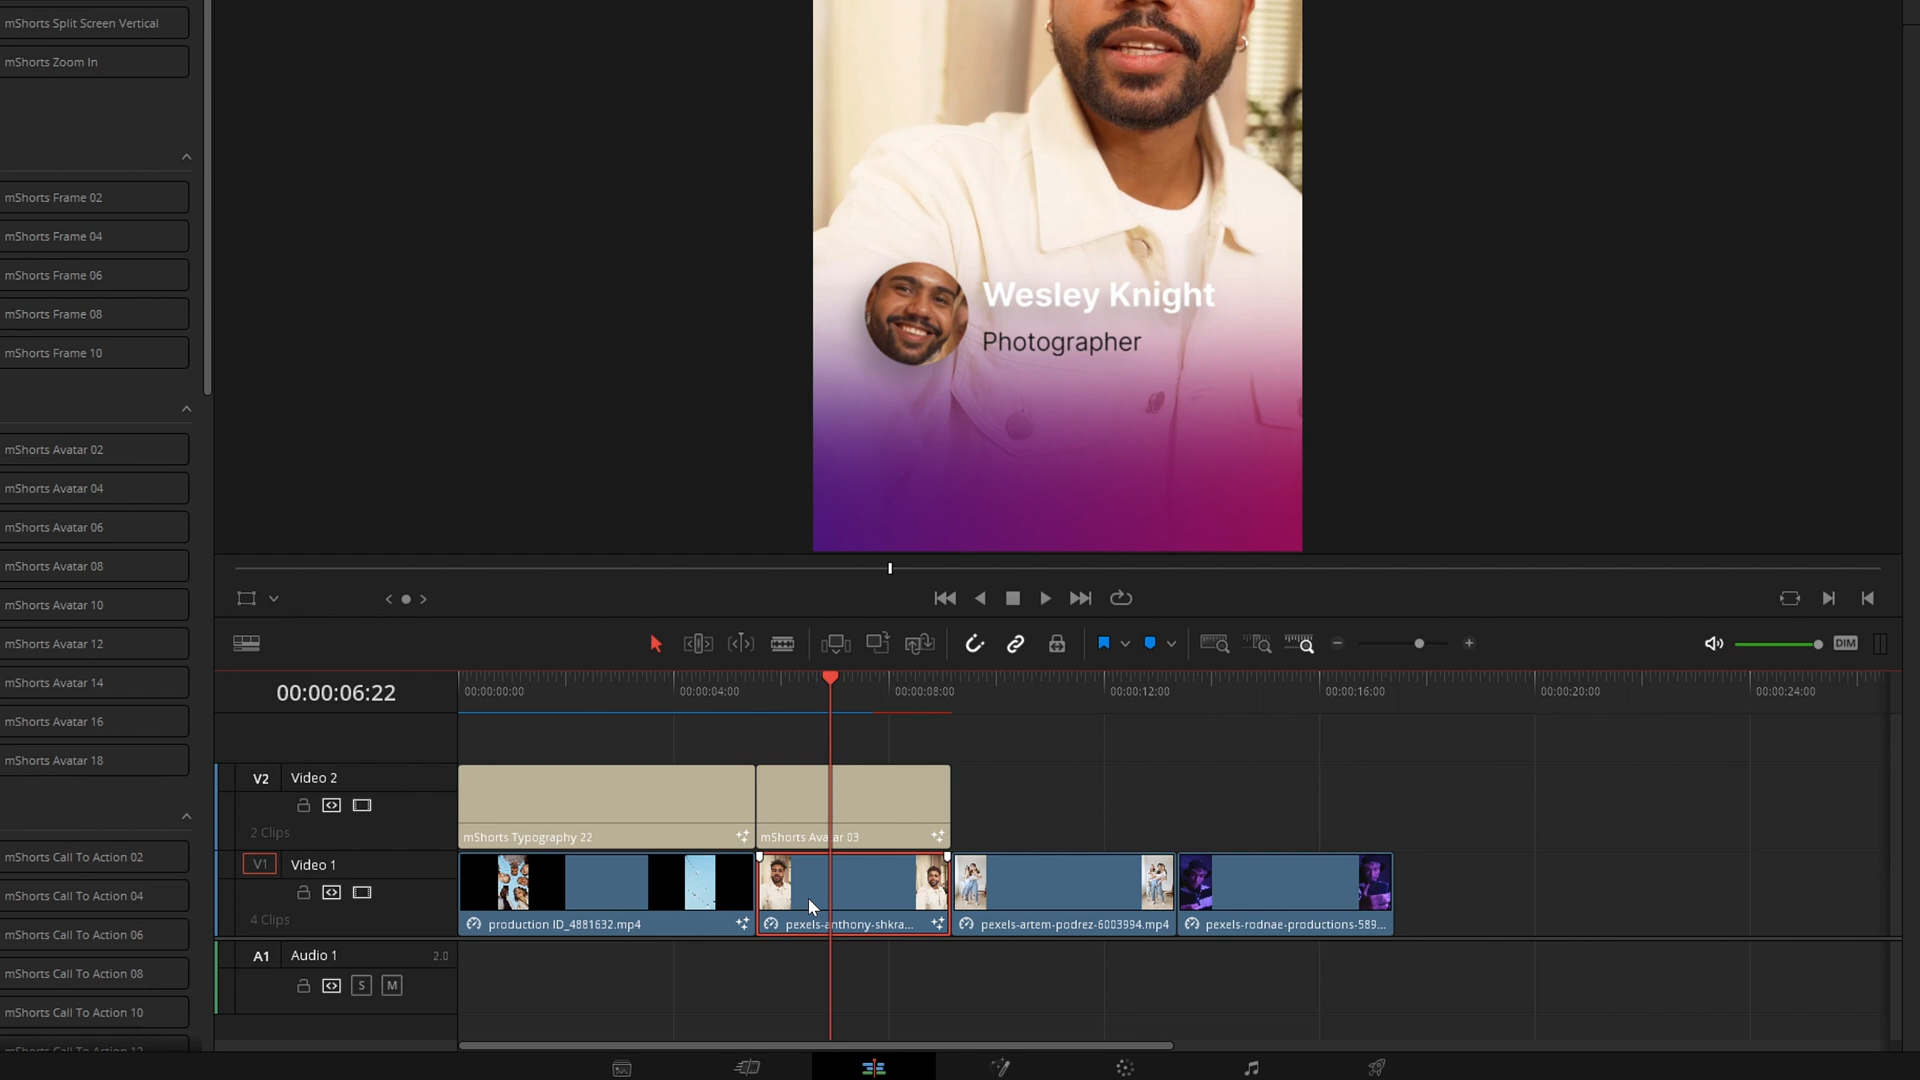 mShorts Split Screen Vertical
mShorts Zoom In
mShorts Frame 02
mShorts Frame 04
mShorts Frame 06
mShorts Frame 08
mShorts Frame 10
mShorts Avatar 02
mShorts Avatar 04
mShorts Avatar 06
mShorts Avatar 08
mShorts Avatar 10
mShorts Avatar 12
mShorts Avatar 14
mShorts Avatar 16
mShorts Avatar 18
mShorts Call To Action 02
mShorts Call To Action 04
mShorts Call To Action 06
mShorts Call To Action 08
mShorts Call To Action 10
mShorts Call To Action 12
Wesley Knight
Photographer
DIM
00:00:06:22
00:00:00:00
00:00:04:00
00:00:08:00
00:00:12:00
00:00:16:00
00:00:20:00
00:00:24:00
V2 Video 2
2 Clips
mShorts Typography 22
mShorts Avatar 03
V1 Video 1
4 Clips
production ID_4881632.mp4
pexels-anthony-shkra...
pexels-artem-podrez-6003994.mp4
pexels-rodnae-productions-589...
A1 Audio 1 2.0
S M